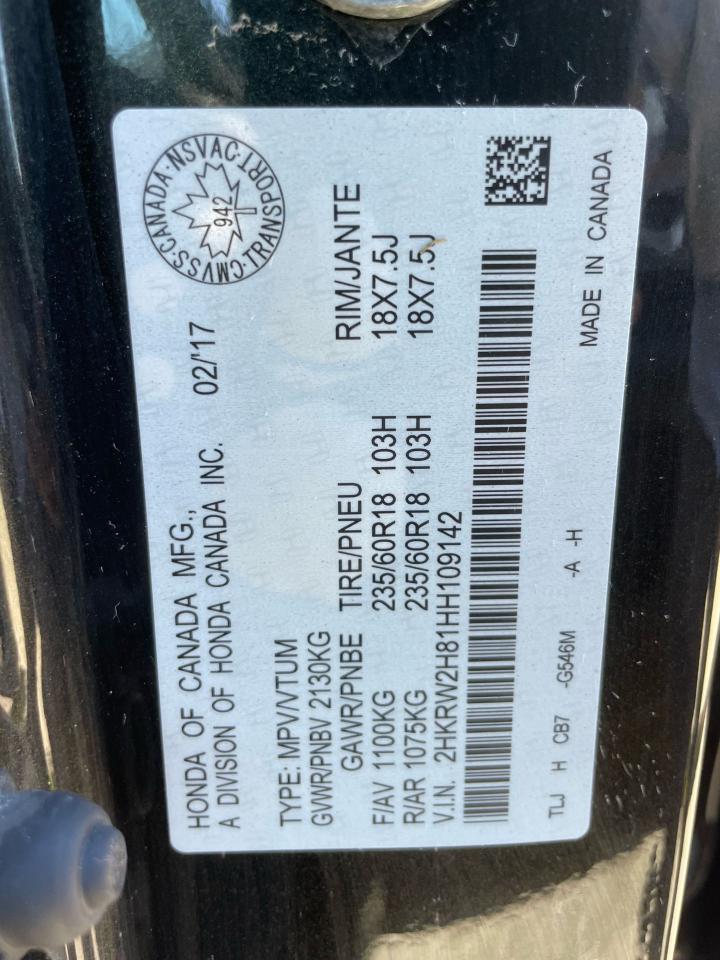 HONDA OF CANADA MFG.,
A DIVISION OF HONDA CANADA INC. 02/'17
CMVSS·CANADA·NSVAC·TRANSPORT·
942
TYPE: MPV/VTUM
GVWR/PNBV 2130KG
GAWR/PNBE TIRE/PNEU RIM/JANTE
F/AV 1100KG 235/60R18 103H 18X7.5J
R/AR 1075KG 235/60R18 103H 18X7.5J
V.I.N. 2HKRW2H81HH109142
TLJ H CB7 -G546M -A -H MADE IN CANADA